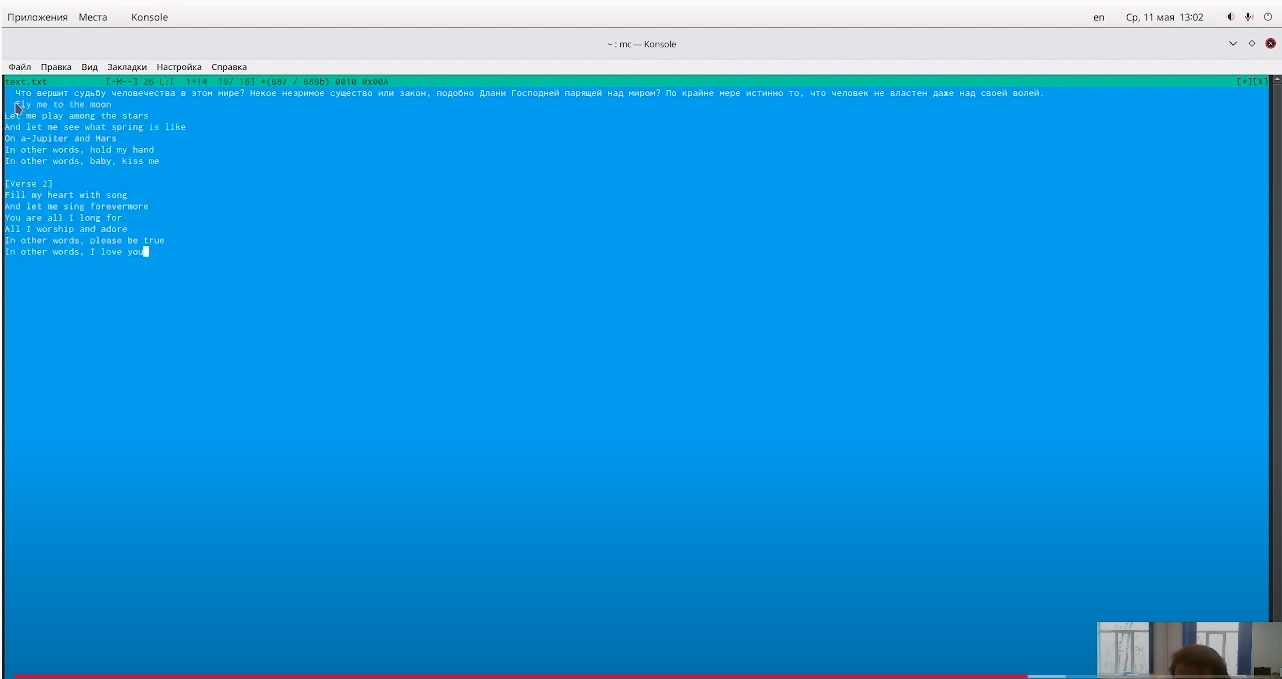 Приложения Места Konsole en Ср, 11 мая 13:02
~ : mc — Konsole
Файл Правка Вид Закладки Настройка Справка
text.txt [-M--] 26 L:[ 1+14 15/ 15] *(687 / 688b) 0010 0x00A [*][X]
Что вершит судьбу человечества в этом мире? Некое незримое существо или закон, подобно Длани Господней парящей над миром? По крайне мере истинно то, что человек не властен даже над своей волей.
Fly me to the moon
Let me play among the stars
And let me see what spring is like
On a-Jupiter and Mars
In other words, hold my hand
In other words, baby, kiss me
[Verse 2]
Fill my heart with song
And let me sing forevermore
You are all I long for
All I worship and adore
In other words, please be true
In other words, I love you